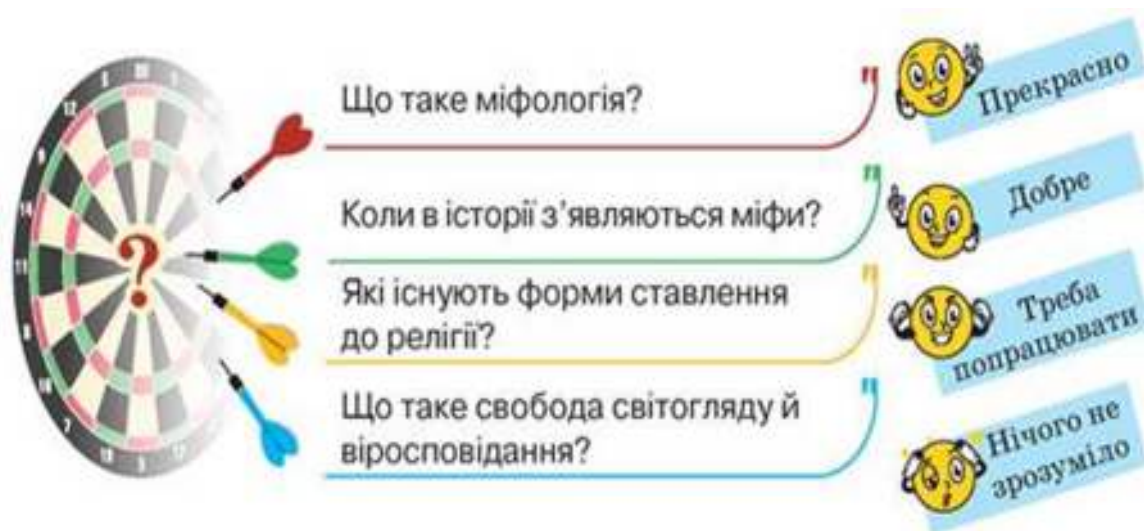 Що таке міфологія?
Прекрасно
Коли в історії з’являються міфи?
Добре
Які існують форми ставлення
до релігії?
Треба
попрацювати
Що таке свобода світогляду й
віросповідання?
Нічого не
зрозуміло